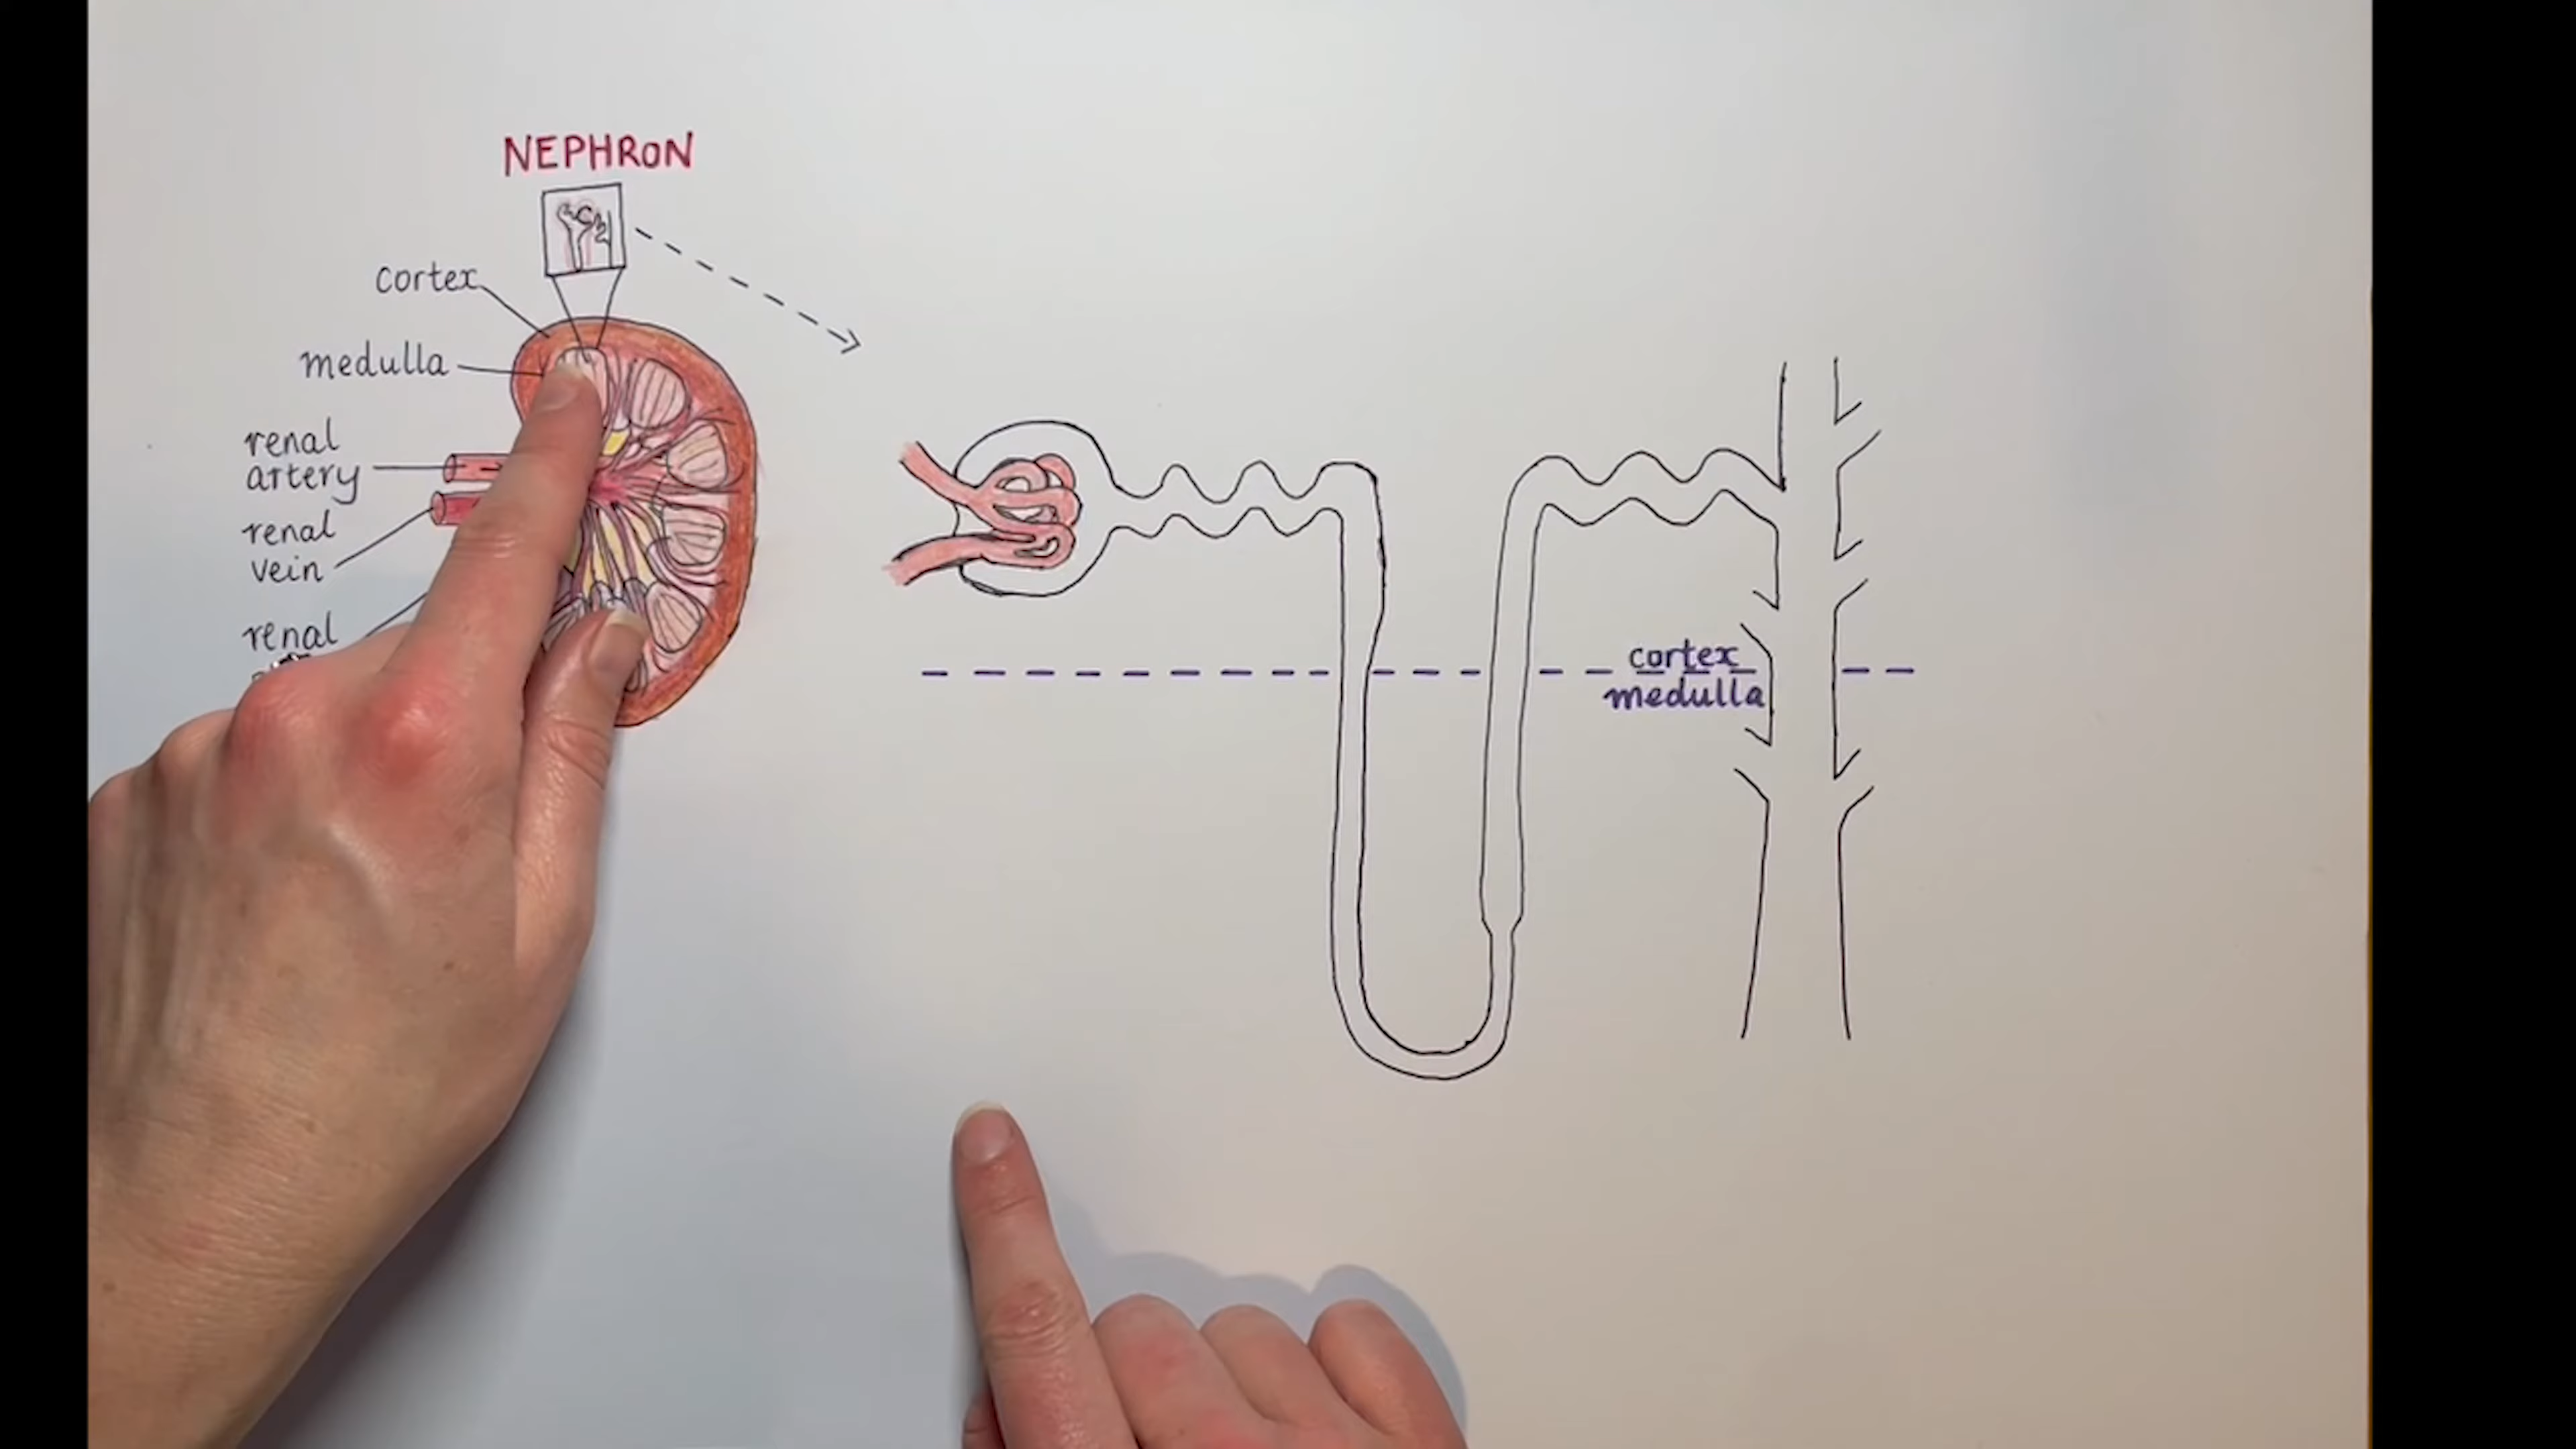 NEPHRON
cortex
medulla
renal
artery
renal
vein
renal
cortex
medulla